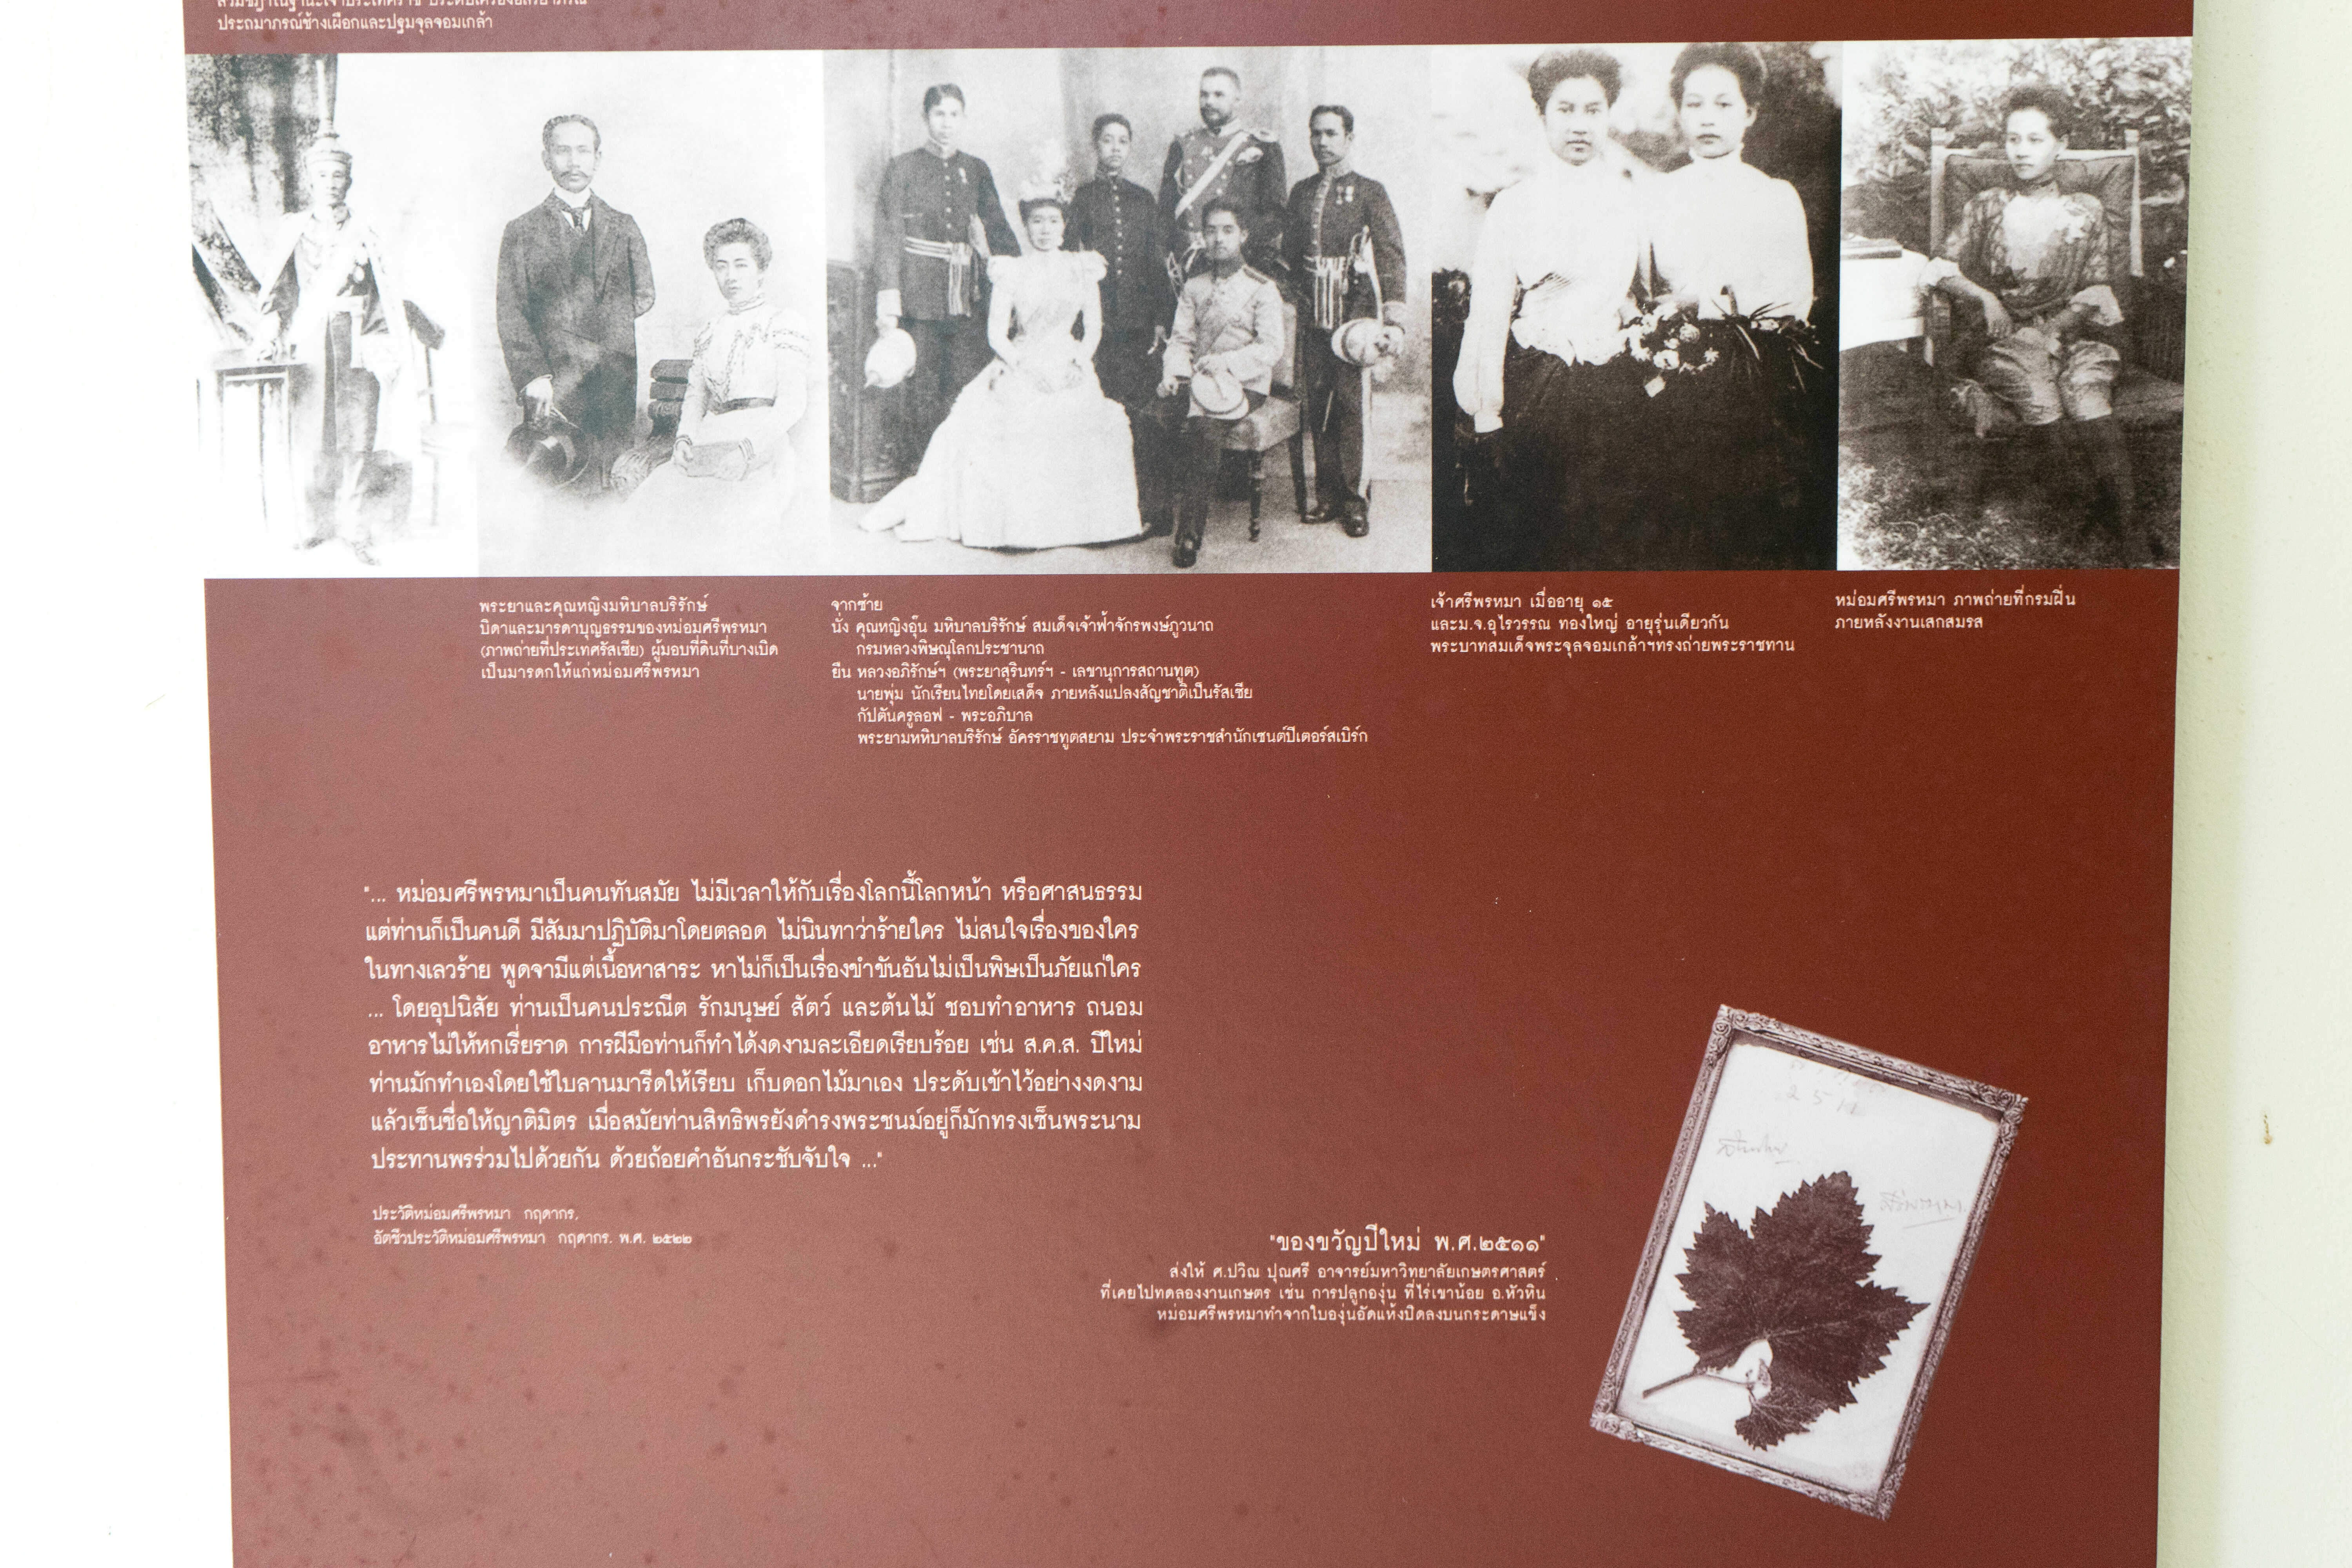 ประถมาภรณ์ช้างเผือกและปฐมจุลจอมเกล้า
พระยาและคุณหญิงมหิบาลบริรักษ์
บิดาและมารดาบุญธรรมของหม่อมศรีพรหมา
(ภาพถ่ายที่ประเทศรัสเซีย) ผู้มอบที่ดินที่บางเบิด
เป็นมารดกให้แก่หม่อมศรีพรหมา
จากซ้าย
นั่ง คุณหญิงอุ๊น มหิบาลบริรักษ์ สมเด็จเจ้าฟ้าจักรพงษ์ภูวนาถ
กรมหลวงพิษณุโลกประชานาถ
ยืน หลวงอภิรักษ์ฯ (พระยาสุรินทร์ฯ - เลขานุการสถานทูต)
นายพุ่ม นักเรียนไทยโดยเสด็จ ภายหลังแปลงสัญชาติเป็นรัสเซีย
กัปตันครูลอฟ - พระอภิบาล
พระยามหหิบาลบริรักษ์ อัครราชทูตสยาม ประจำพระราชสำนักเซนต์ปีเตอร์สเบิร์ก
เจ้าศรีพรหมา เมื่ออายุ ๑๕
และม.จ.อุไรวรรณ ทองใหญ่ อายุรุ่นเดียวกัน
พระบาทสมเด็จพระจุลจอมเกล้าฯทรงถ่ายพระราชทาน
หม่อมศรีพรหมา ภาพถ่ายที่กรมฝิ่น
ภายหลังงานเสกสมรส
"... หม่อมศรีพรหมาเป็นคนทันสมัย ไม่มีเวลาให้กับเรื่องโลกนี้โลกหน้า หรือศาสนธรรม
แต่ท่านก็เป็นคนดี มีสัมมาปฏิบัติมาโดยตลอด ไม่นินทาว่าร้ายใคร ไม่สนใจเรื่องของใคร
ในทางเลวร้าย พูดจามีแต่เนื้อหาสาระ หาไม่ก็เป็นเรื่องขำขันอันไม่เป็นพิษเป็นภัยแก่ใคร
... โดยอุปนิสัย ท่านเป็นคนประณีต รักมนุษย์ สัตว์ และต้นไม้ ชอบทำอาหาร ถนอม
อาหารไม่ให้หกเรี่ยราด การฝีมือท่านก็ทำได้งดงามละเอียดเรียบร้อย เช่น ส.ค.ส. ปีใหม่
ท่านมักทำเองโดยใช้ใบลานมารีดให้เรียบ เก็บดอกไม้มาเอง ประดับเข้าไว้อย่างงดงาม
แล้วเซ็นชื่อให้ญาติมิตร เมื่อสมัยท่านสิทธิพรยังดำรงพระชนม์อยู่ก็มักทรงเซ็นพระนาม
ประทานพรร่วมไปด้วยกัน ด้วยถ้อยคำอันกระชับจับใจ ..."
ประวัติหม่อมศรีพรหมา กฤดากร,
อัตชีวประวัติหม่อมศรีพรหมา กฤดากร. พ.ศ. ๒๕๒๒
"ของขวัญปีใหม่ พ.ศ.๒๕๑๑"
ส่งให้ ศ.ปวิณ ปุณศรี อาจารย์มหาวิทยาลัยเกษตรศาสตร์
ที่เคยไปทดลองงานเกษตร เช่น การปลูกองุ่น ที่ไร่เขาน้อย อ.หัวหิน
หม่อมศรีพรหมาทำจากใบองุ่นอัดแห้งปิดลงบนกระดาษแข็ง
ศรีพรหมา